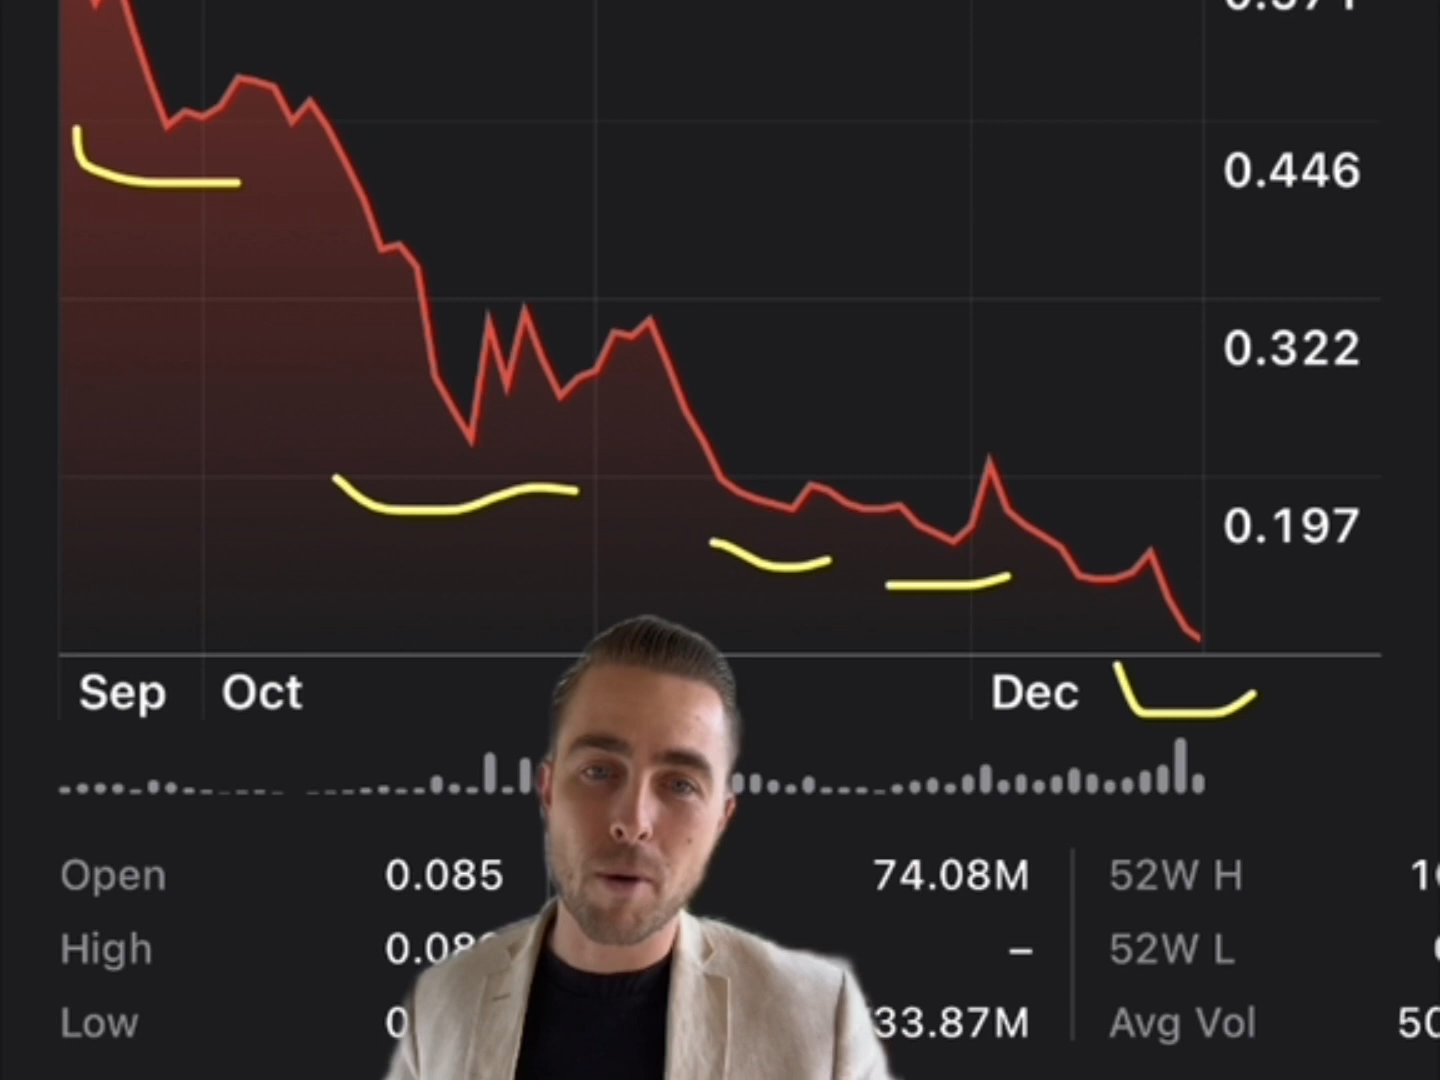 0.446
0.322
0.197
Sep Oct Dec
Open 0.085 74.08M 52W H
High – 52W L
Low 33.87M Avg Vol